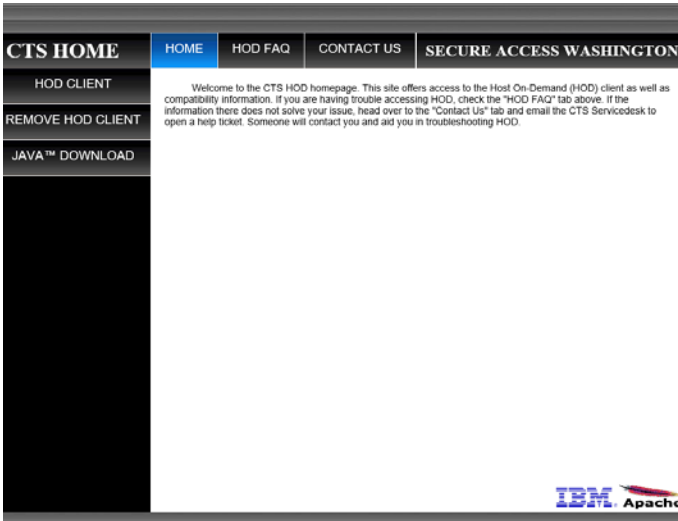 CTS HOME
HOME
HOD FAQ
CONTACT US
SECURE ACCESS WASHINGTON
HOD CLIENT
REMOVE HOD CLIENT
JAVA™ DOWNLOAD
Welcome to the CTS HOD homepage. This site offers access to the Host On-Demand (HOD) client as well as
compatibility information. If you are having trouble accessing HOD, check the "HOD FAQ" tab above. If the
information there does not solve your issue, head over to the "Contact Us" tab and email the CTS Servicedesk to
open a help ticket. Someone will contact you and aid you in troubleshooting HOD.
IBM.
Apache